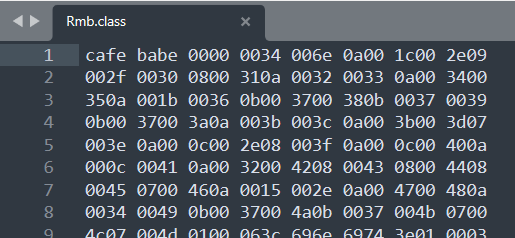 Rmb.class
1 cafe babe 0000 0034 006e 0a00 1c00 2e09
2 002f 0030 0800 310a 0032 0033 0a00 3400
3 350a 001b 0036 0b00 3700 380b 0037 0039
4 0b00 3700 3a0a 003b 003c 0a00 3b00 3d07
5 003e 0a00 0c00 2e08 003f 0a00 0c00 400a
6 000c 0041 0a00 3200 4208 0043 0800 4408
7 0045 0700 460a 0015 002e 0a00 4700 480a
8 0034 0049 0b00 3700 4a0b 0037 004b 0700
9 4c07 004d 0100 063c 696e 6974 3e01 0003